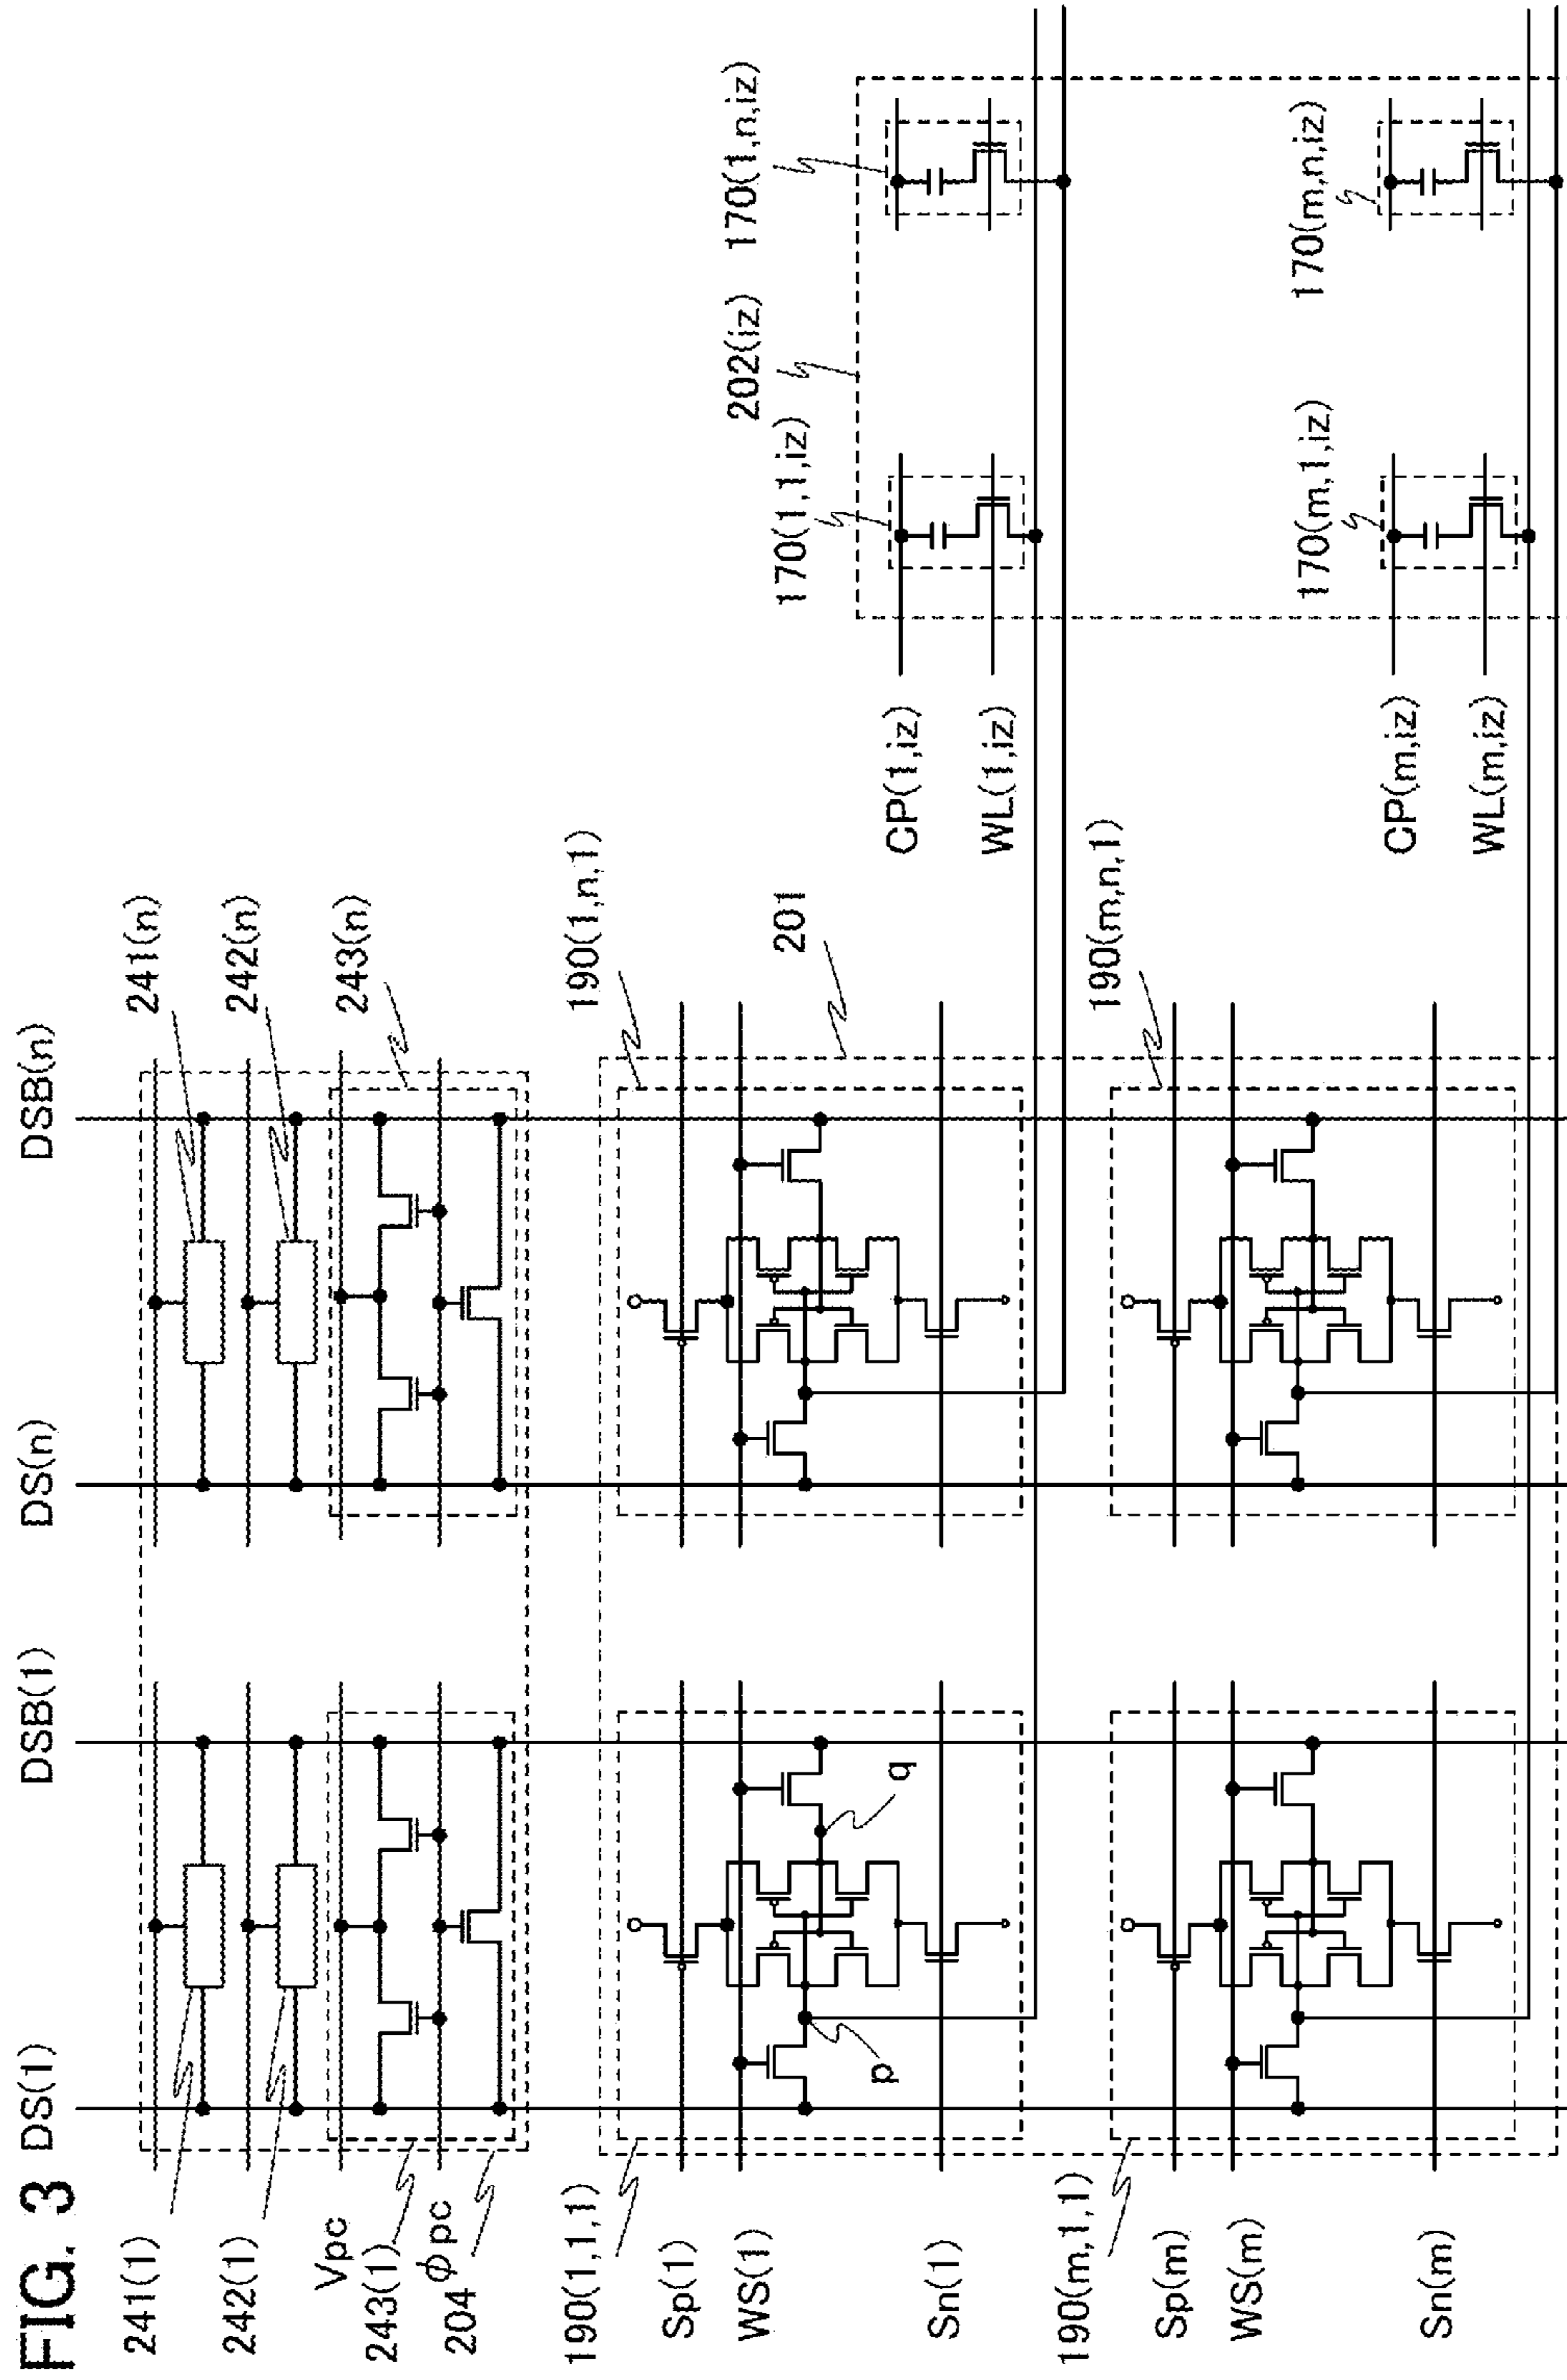 FIG. 3
DS(1)
DSB(1)
DS(n)
DSB(n)
241(1)
242(1)
Vpc
243(1)
ϕpc
204
241(n)
242(n)
243(n)
190(1,1,1)
Sp(1)
WS(1)
Sn(1)
p
q
190(1,n,1)
201
190(m,1,1)
Sp(m)
WS(m)
Sn(m)
190(m,n,1)
202(iz)
170(1,1,iz)
170(1,n,iz)
CP(1,iz)
WL(1,iz)
170(m,1,iz)
170(m,n,iz)
CP(m,iz)
WL(m,iz)